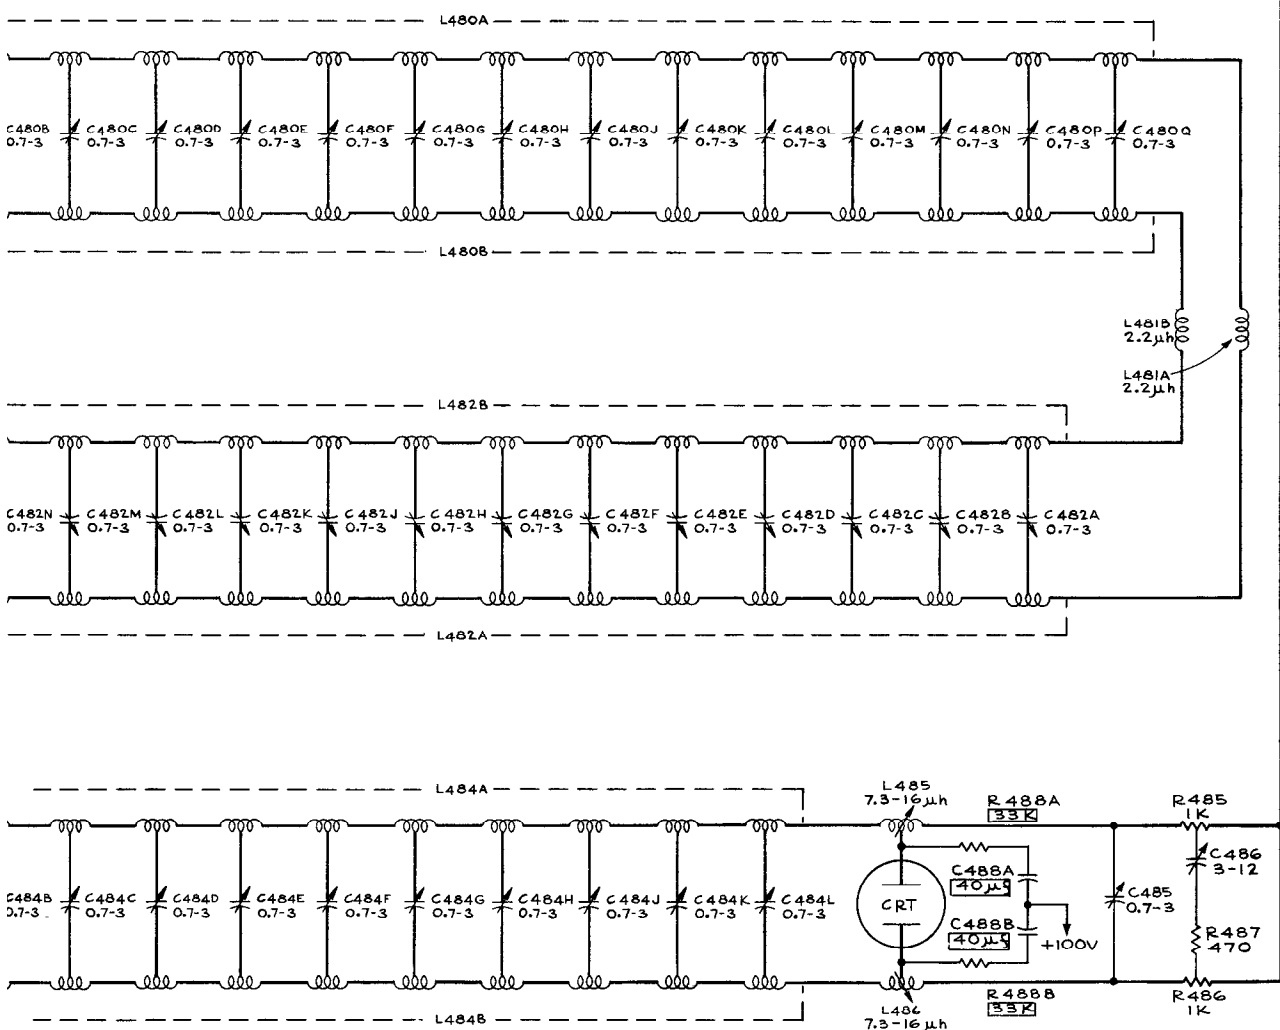 L480A
C480B C480C C480D C480E C480F C480G C480H C480J C480K C480L C480M C480N C480P C480Q
0.7-3 0.7-3 0.7-3 0.7-3 0.7-3 0.7-3 0.7-3 0.7-3 0.7-3 0.7-3 0.7-3 0.7-3 0.7-3 0.7-3
L480B
L481B
2.2μh
L481A
2.2μh
L482B
C482N C482M C482L C482K C482J C482H C482G C482F C482E C482D C482C C482B C482A
0.7-3 0.7-3 0.7-3 0.7-3 0.7-3 0.7-3 0.7-3 0.7-3 0.7-3 0.7-3 0.7-3 0.7-3 0.7-3
L482A
L484A
L485
7.3-16μh
R488A
33K
R485
1K
C486
3-12
C484B C484C C484D C484E C484F C484G C484H C484J C484K C484L
0.7-3 0.7-3 0.7-3 0.7-3 0.7-3 0.7-3 0.7-3 0.7-3 0.7-3 0.7-3
CRT
C488A
40μf
C488B
40μf
+100V
C485
0.7-3
R487
470
L484B
L486
7.3-16μh
R488B
33K
R486
1K